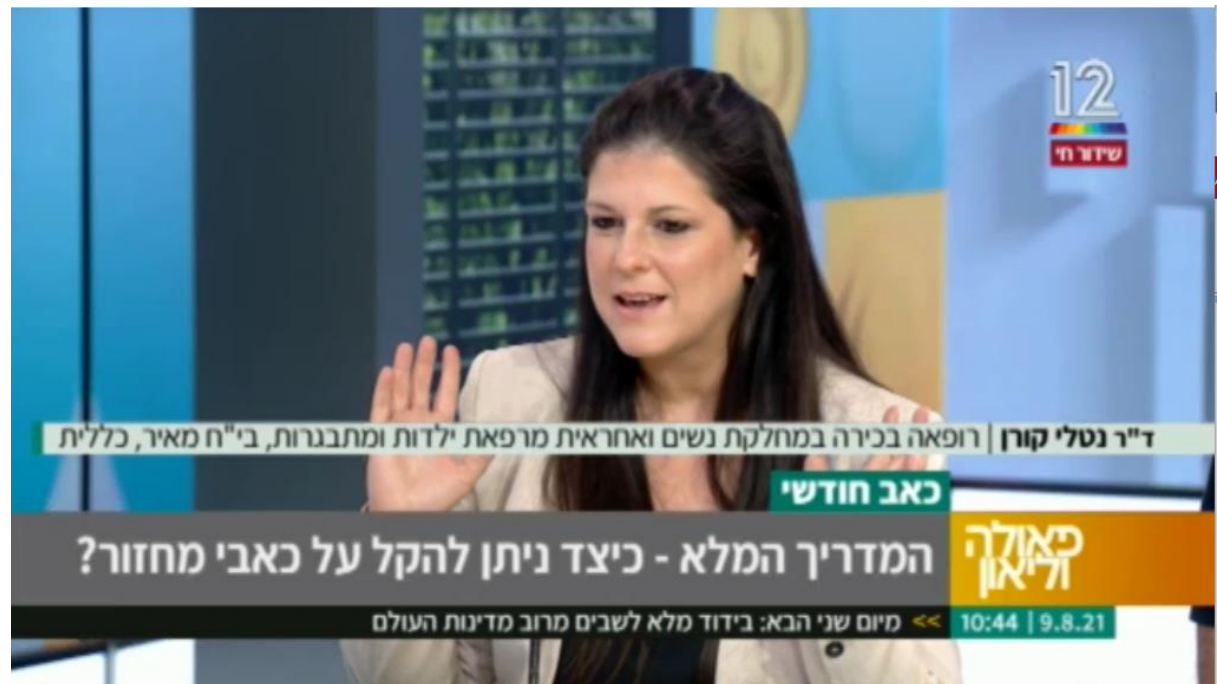 12
שידור חי
ד"ר נטלי קורן | רופאה בכירה במחלקת נשים ואחראית מרפאת ילדות ומתבגרות, בי"ח מאיר, כללית
כאב חודשי
המדריך המלא - כיצד ניתן להקל על כאבי מחזור?
פאולה
וליאון
9.8.21 | 10:44 >> מיום שני הבא: בידוד מלא לשבים מרוב מדינות העולם